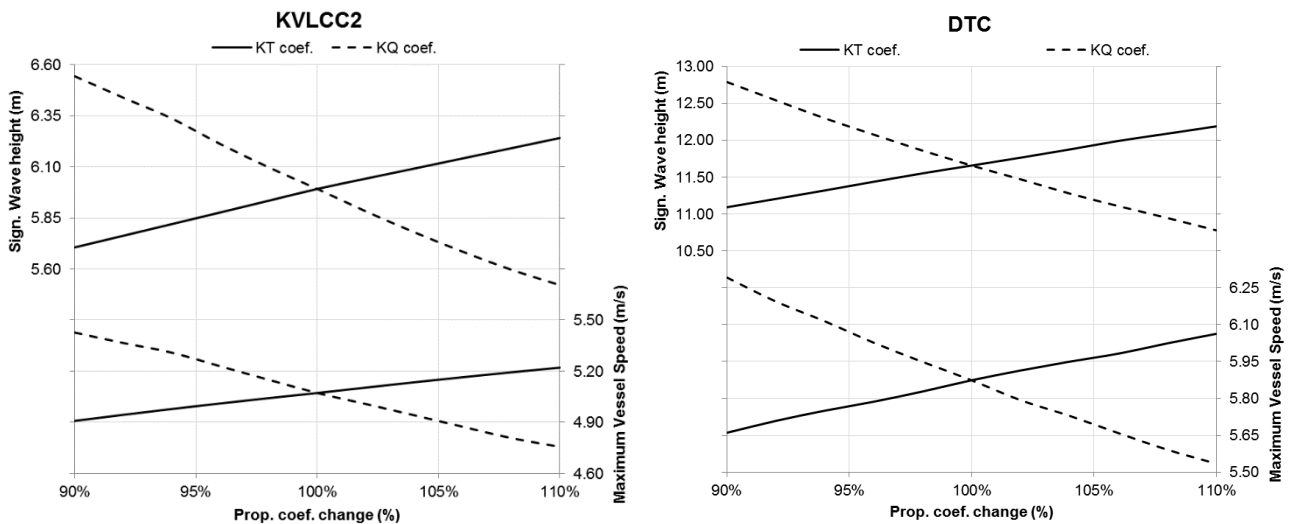 KVLCC2
KT coef. KQ coef.
Sign. Wave height (m)
6.60
6.35
6.10
5.85
5.60
5.50
5.20
4.90
4.60
Maximum Vessel Speed (m/s)
90% 95% 100% 105% 110%
Prop. coef. change (%)
DTC
KT coef. KQ coef.
Sign. Wave height (m)
13.00
12.50
12.00
11.50
11.00
10.50
6.25
6.10
5.95
5.80
5.65
5.50
Maximum Vessel Speed (m/s)
90% 95% 100% 105% 110%
Prop. coef. change (%)